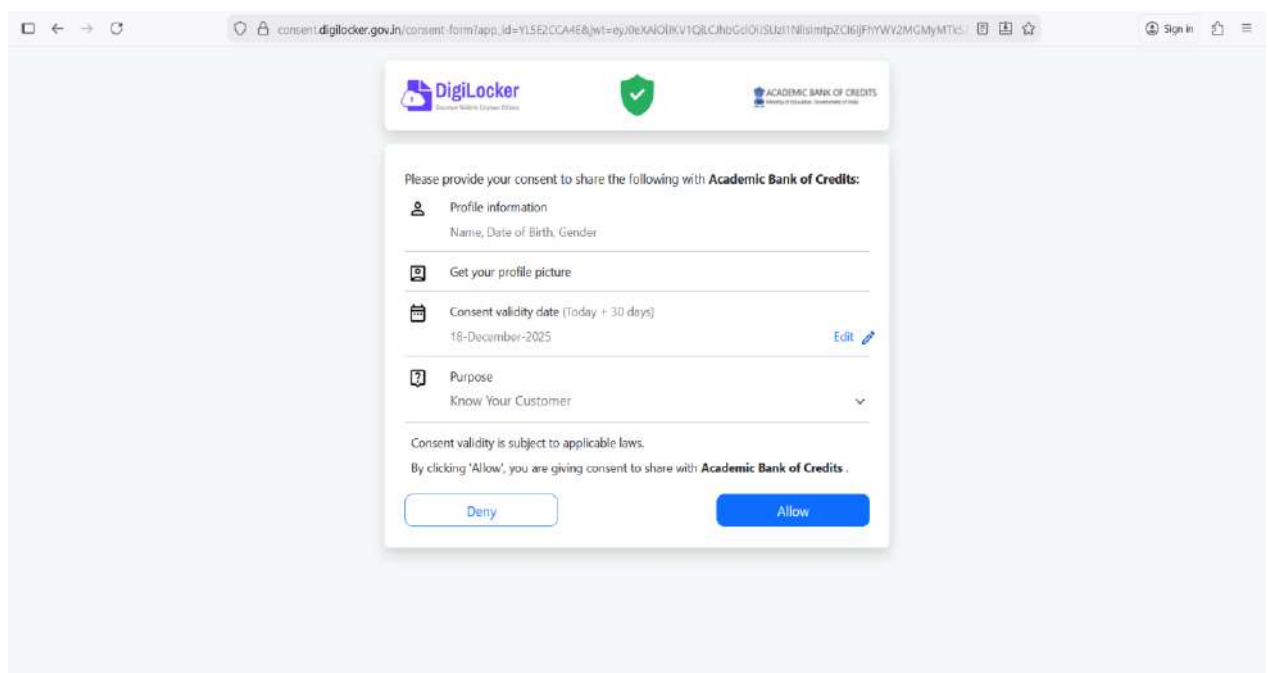 consent.digilocker.gov.in/consent-form?app_id=
Sign in
DigiLocker
ACADEMIC BANK OF CREDITS
Please provide your consent to share the following with Academic Bank of Credits:
Profile information
Name, Date of Birth, Gender
Get your profile picture
Consent validity date (Today + 30 days)
18-December-2025
Edit
Purpose
Know Your Customer
Consent validity is subject to applicable laws.
By clicking 'Allow', you are giving consent to share with Academic Bank of Credits .
Deny
Allow